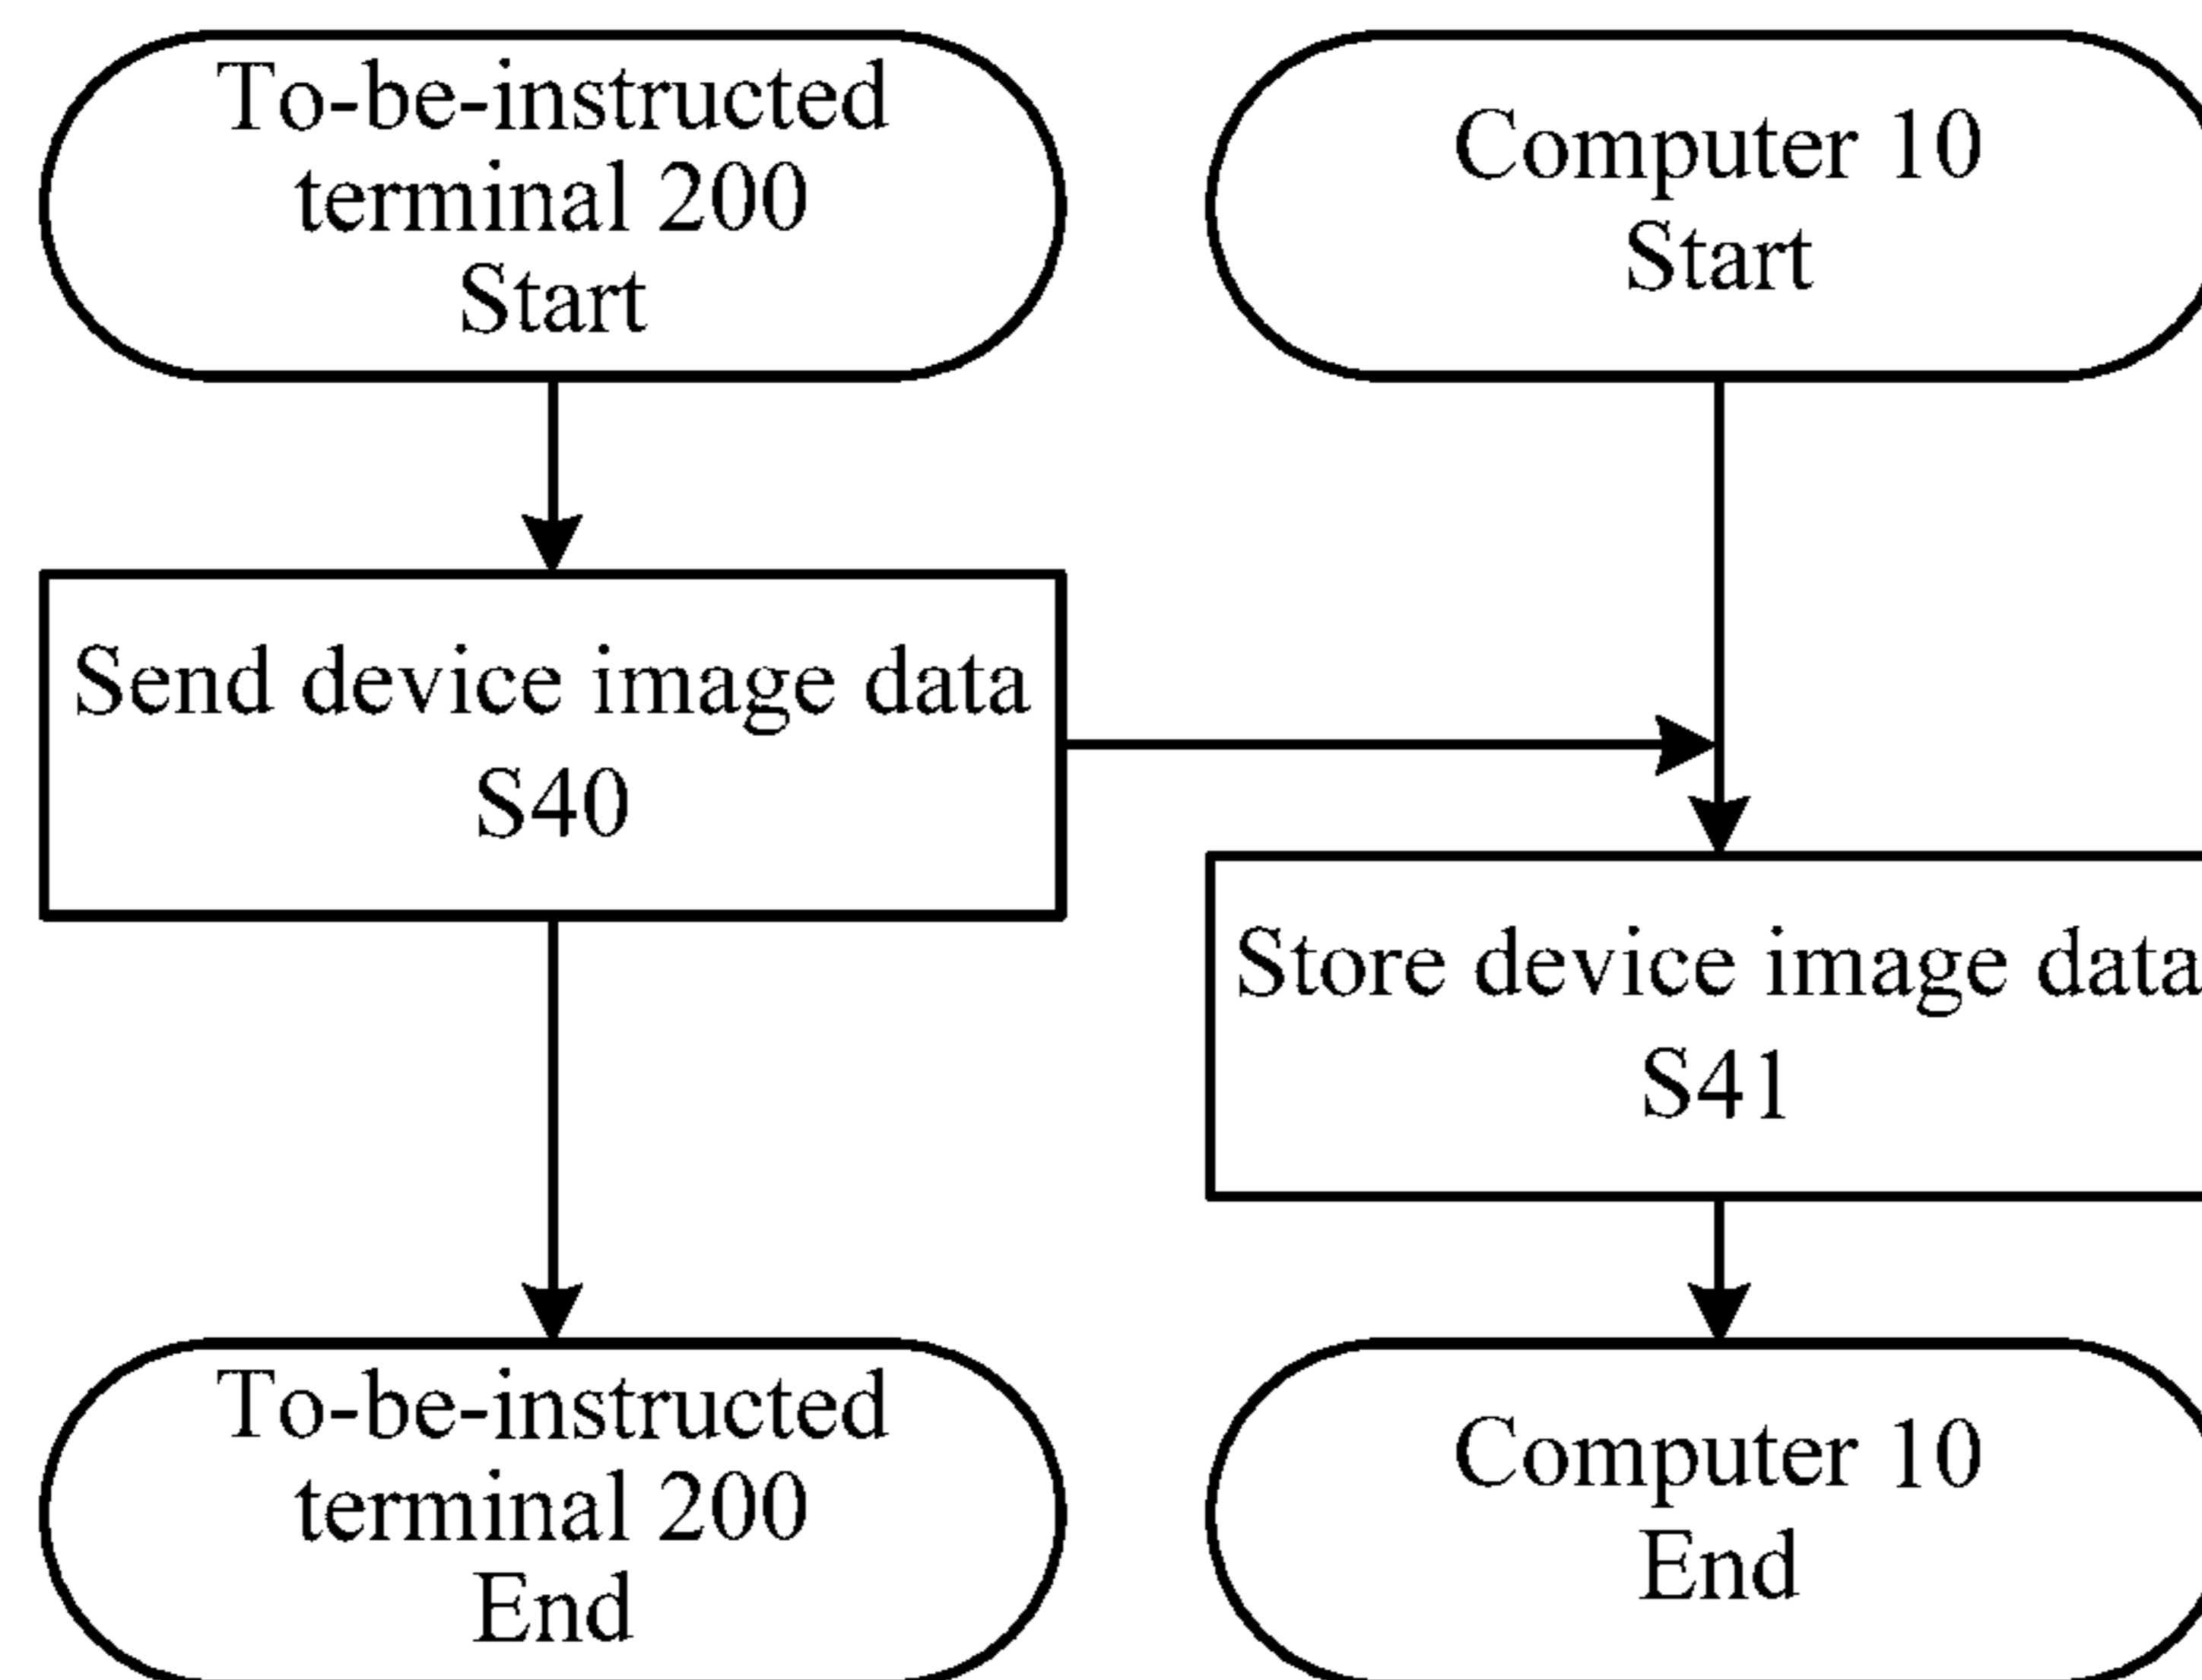 To-be-instructed
terminal 200
Start
Computer 10
Start
Send device image data
S40
Store device image data
S41
To-be-instructed
terminal 200
End
Computer 10
End